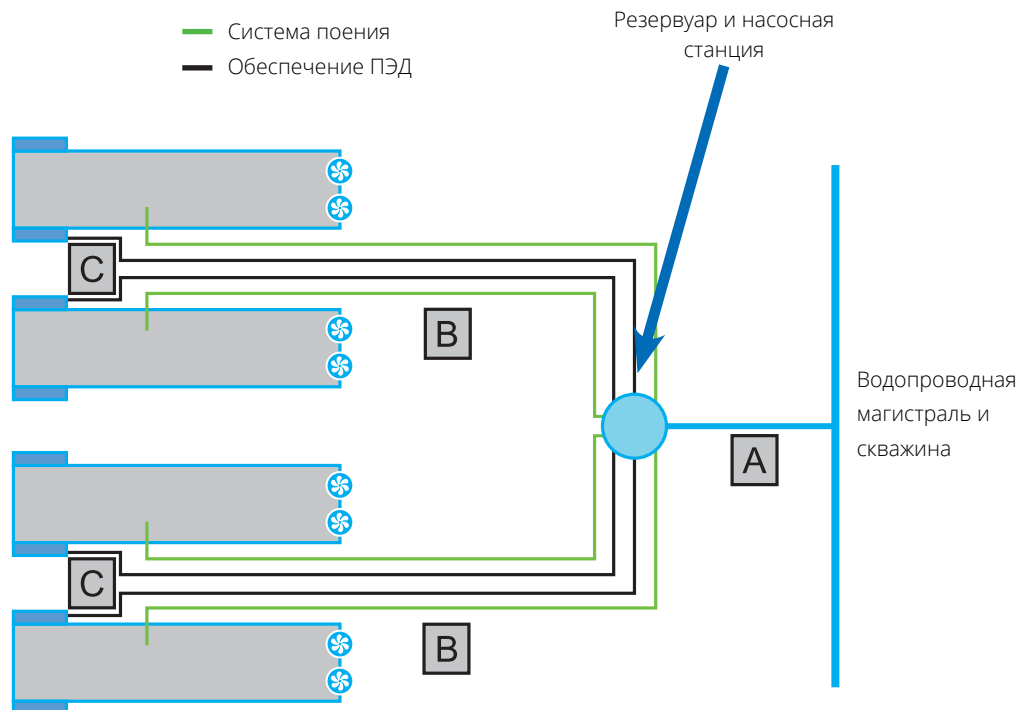 Система поения
Обеспечение ПЭД
Резервуар и насосная
станция
C
B
Водопроводная
магистраль и
скважина
A
C
B